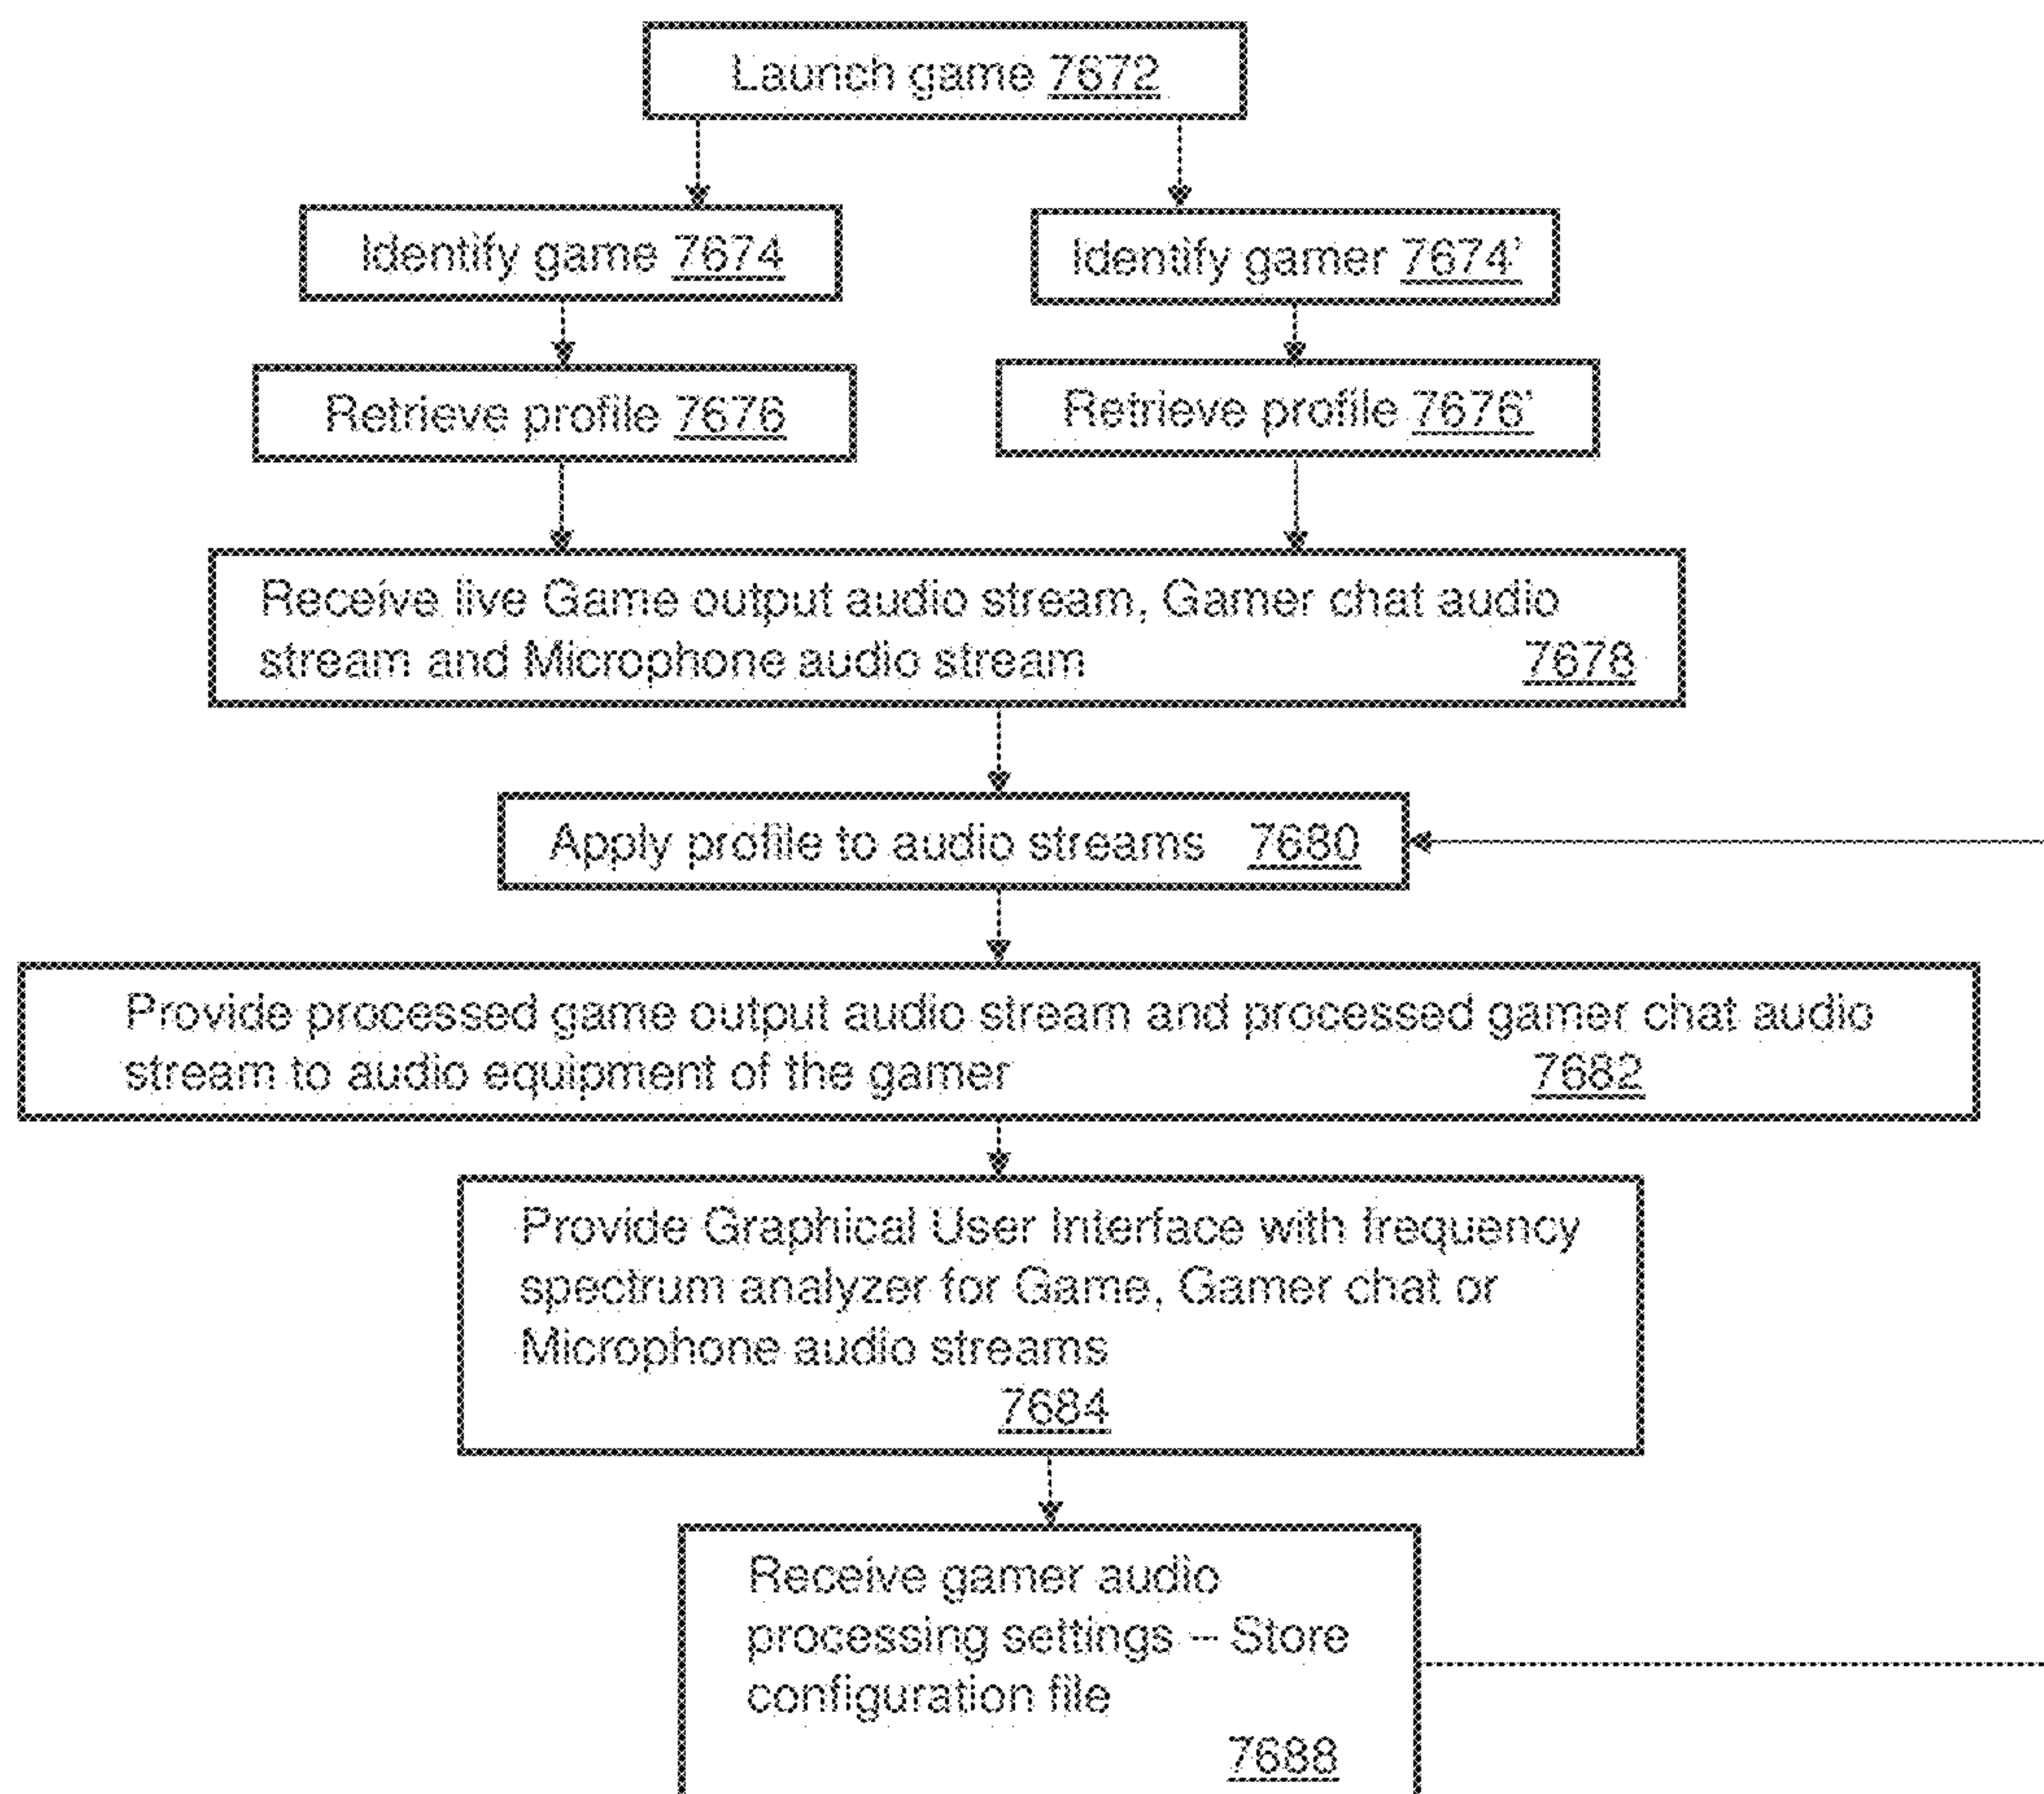 Launch game 7672
Identify game 7674
Identify gamer 7674'
Retrieve profile 7676
Retrieve profile 7676'
Receive live Game output audio stream, Gamer chat audio
stream and Microphone audio stream 7678
Apply profile to audio streams 7680
Provide processed game output audio stream and processed gamer chat audio
stream to audio equipment of the gamer 7682
Provide Graphical User Interface with frequency
spectrum analyzer for Game, Gamer chat or
Microphone audio streams
7684
Receive gamer audio
processing settings – Store
configuration file
7688